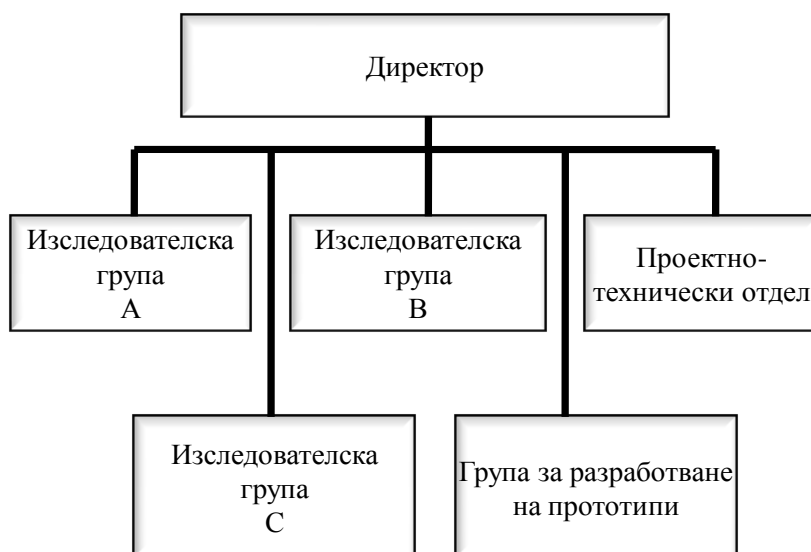 Директор
Изследователска
група
А
Изследователска
група
В
Проектно-
технически отдел
Изследователска
група
С
Група за разработване
на прототипи